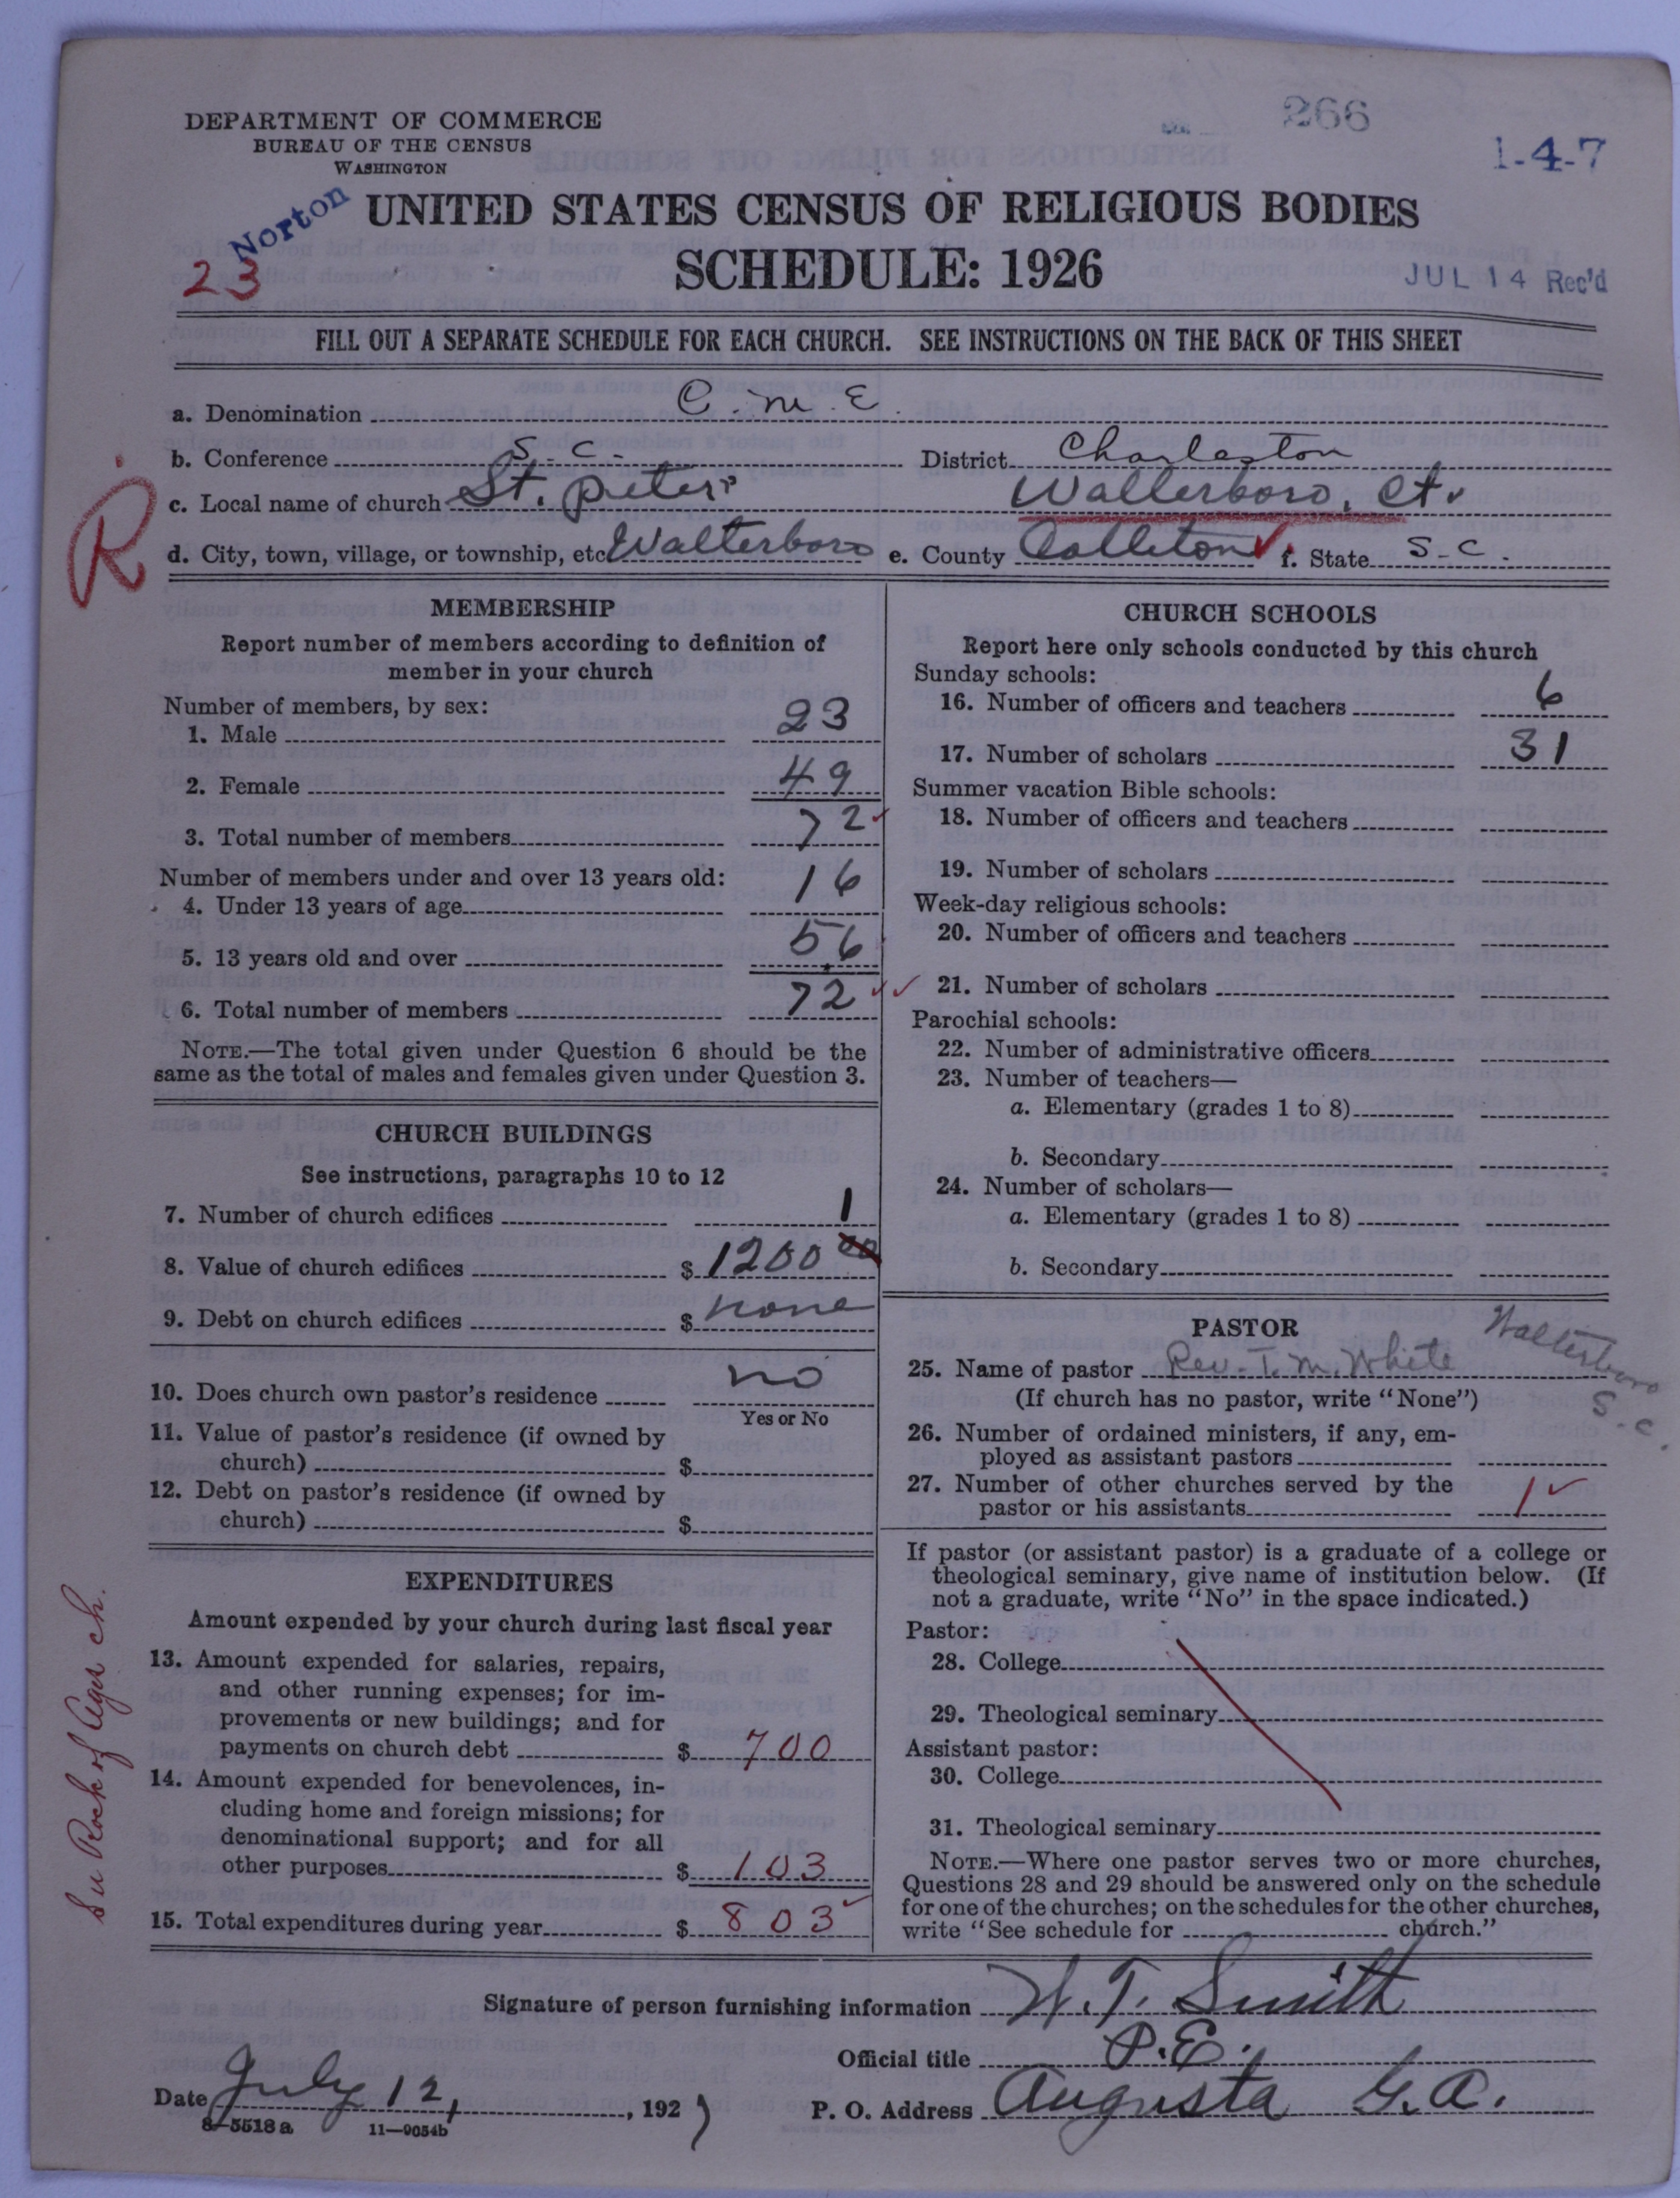 266
1-4-7
DEPARTMENT OF COMMERCE
BUREAU OF THE CENSUS
WASHINGTON
Norton
23
UNITED STATES CENSUS OF RELIGIOUS BODIES
SCHEDULE: 1926
JUL 14 Rec'd
FILL OUT A SEPARATE SCHEDULE FOR EACH CHURCH. SEE INSTRUCTIONS ON THE BACK OF THIS SHEET
R
a. Denomination C. M. E.
b. Conference S. C. District Charleston
c. Local name of church St. Peters Walterboro, Ct.
d. City, town, village, or township, etc Walterboro e. County Colleton ✓ f. State S.C.
MEMBERSHIP
Report number of members according to definition of
member in your church
Number of members, by sex:
1. Male 23
2. Female 49
3. Total number of members 72 ✓
Number of members under and over 13 years old:
4. Under 13 years of age 16
5. 13 years old and over 56
6. Total number of members 72 ✓ ✓
NOTE.—The total given under Question 6 should be the
same as the total of males and females given under Question 3.
CHURCH BUILDINGS
See instructions, paragraphs 10 to 12
7. Number of church edifices 1
8. Value of church edifices $ 1200 00
9. Debt on church edifices $ none
10. Does church own pastor's residence no
Yes or No
11. Value of pastor's residence (if owned by
church) $
12. Debt on pastor's residence (if owned by
church) $
EXPENDITURES
Amount expended by your church during last fiscal year
13. Amount expended for salaries, repairs,
and other running expenses; for im-
provements or new buildings; and for
payments on church debt $ 700
14. Amount expended for benevolences, in-
cluding home and foreign missions; for
denominational support; and for all
other purposes $ 103
15. Total expenditures during year $ 803 ✓
Rock of Ages ch.
CHURCH SCHOOLS
Report here only schools conducted by this church
Sunday schools:
16. Number of officers and teachers 6
17. Number of scholars 31
Summer vacation Bible schools:
18. Number of officers and teachers
19. Number of scholars
Week-day religious schools:
20. Number of officers and teachers
21. Number of scholars
Parochial schools:
22. Number of administrative officers
23. Number of teachers—
a. Elementary (grades 1 to 8)
b. Secondary
24. Number of scholars—
a. Elementary (grades 1 to 8)
b. Secondary
PASTOR
25. Name of pastor Rev. T. M. White Walterboro
S. C.
(If church has no pastor, write "None")
26. Number of ordained ministers, if any, em-
ployed as assistant pastors
27. Number of other churches served by the
pastor or his assistants 1 ✓
If pastor (or assistant pastor) is a graduate of a college or
theological seminary, give name of institution below. (If
not a graduate, write "No" in the space indicated.)
Pastor:
28. College
29. Theological seminary
Assistant pastor:
30. College
31. Theological seminary
NOTE.—Where one pastor serves two or more churches,
Questions 28 and 29 should be answered only on the schedule
for one of the churches; on the schedules for the other churches,
write "See schedule for church."
Signature of person furnishing information W. T. Smith
Official title P.E.
Date July 12, 1927 P. O. Address Augusta G.A.
8-5518a 11-9054b